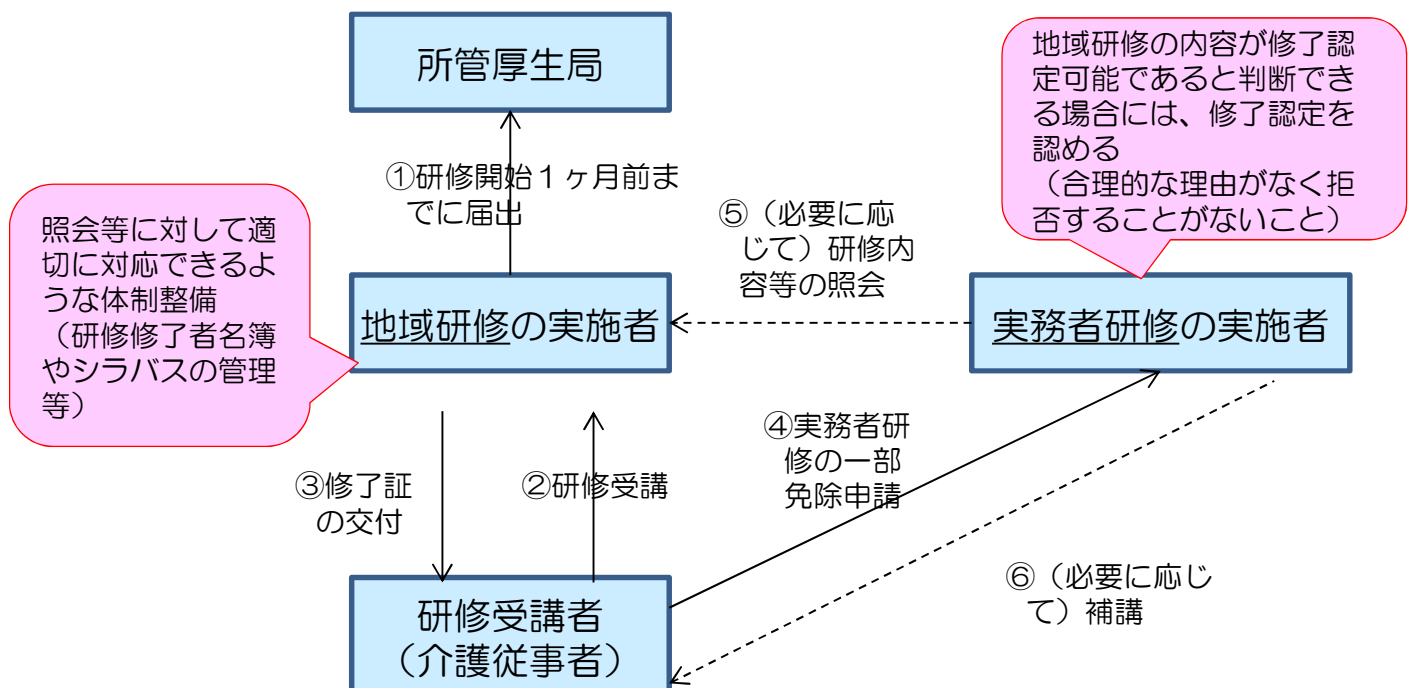 所管厚生局
地域研修の内容が修了認
定可能であると判断でき
る場合には、修了認定を
認める
（合理的な理由がなく拒
否することがないこと）
①研修開始１ヶ月前ま
でに届出
照会等に対して適
切に対応できるよ
うな体制整備
（研修修了者名簿
やシラバスの管理
等）
⑤（必要に応
じて）研修内
容等の照会
地域研修の実施者
実務者研修の実施者
③修了証
の交付
②研修受講
④実務者研
修の一部
免除申請
⑥（必要に応じ
て）補講
研修受講者
（介護従事者）